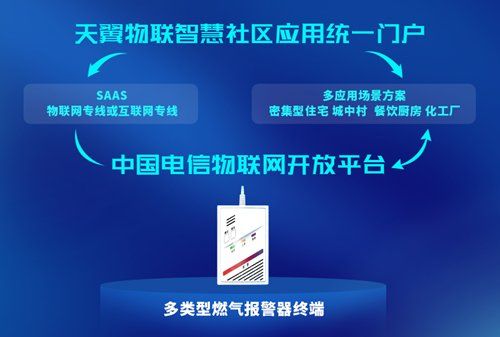 天翼物联智慧社区应用统一门户
SAAS
物联网专线或互联网专线
多应用场景方案
密集型住宅 城中村 餐饮厨房 化工厂
中国电信物联网开放平台
多类型燃气报警器终端